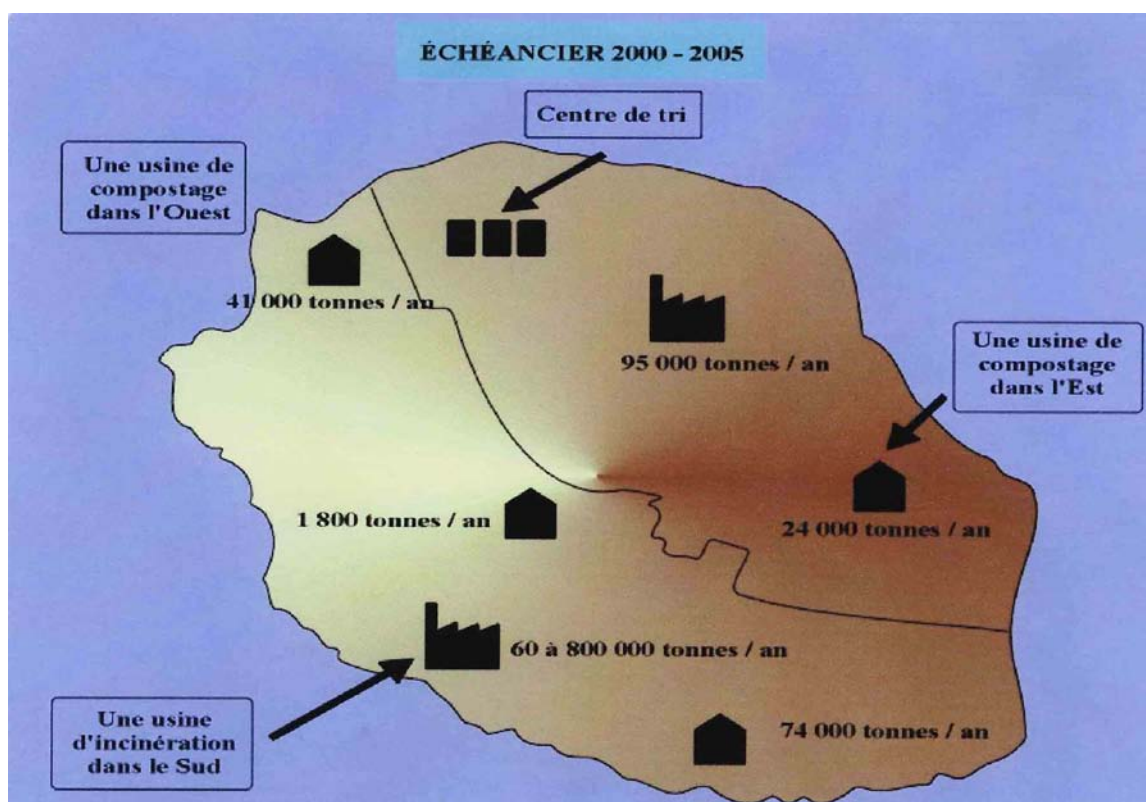 ÉCHÉANCIER 2000 - 2005
Centre de tri
Une usine de
compostage
dans l'Ouest
41 000 tonnes / an
95 000 tonnes / an
Une usine de
compostage
dans l'Est
1 800 tonnes / an
24 000 tonnes / an
60 à 800 000 tonnes / an
Une usine
d'incinération
dans le Sud
74 000 tonnes / an